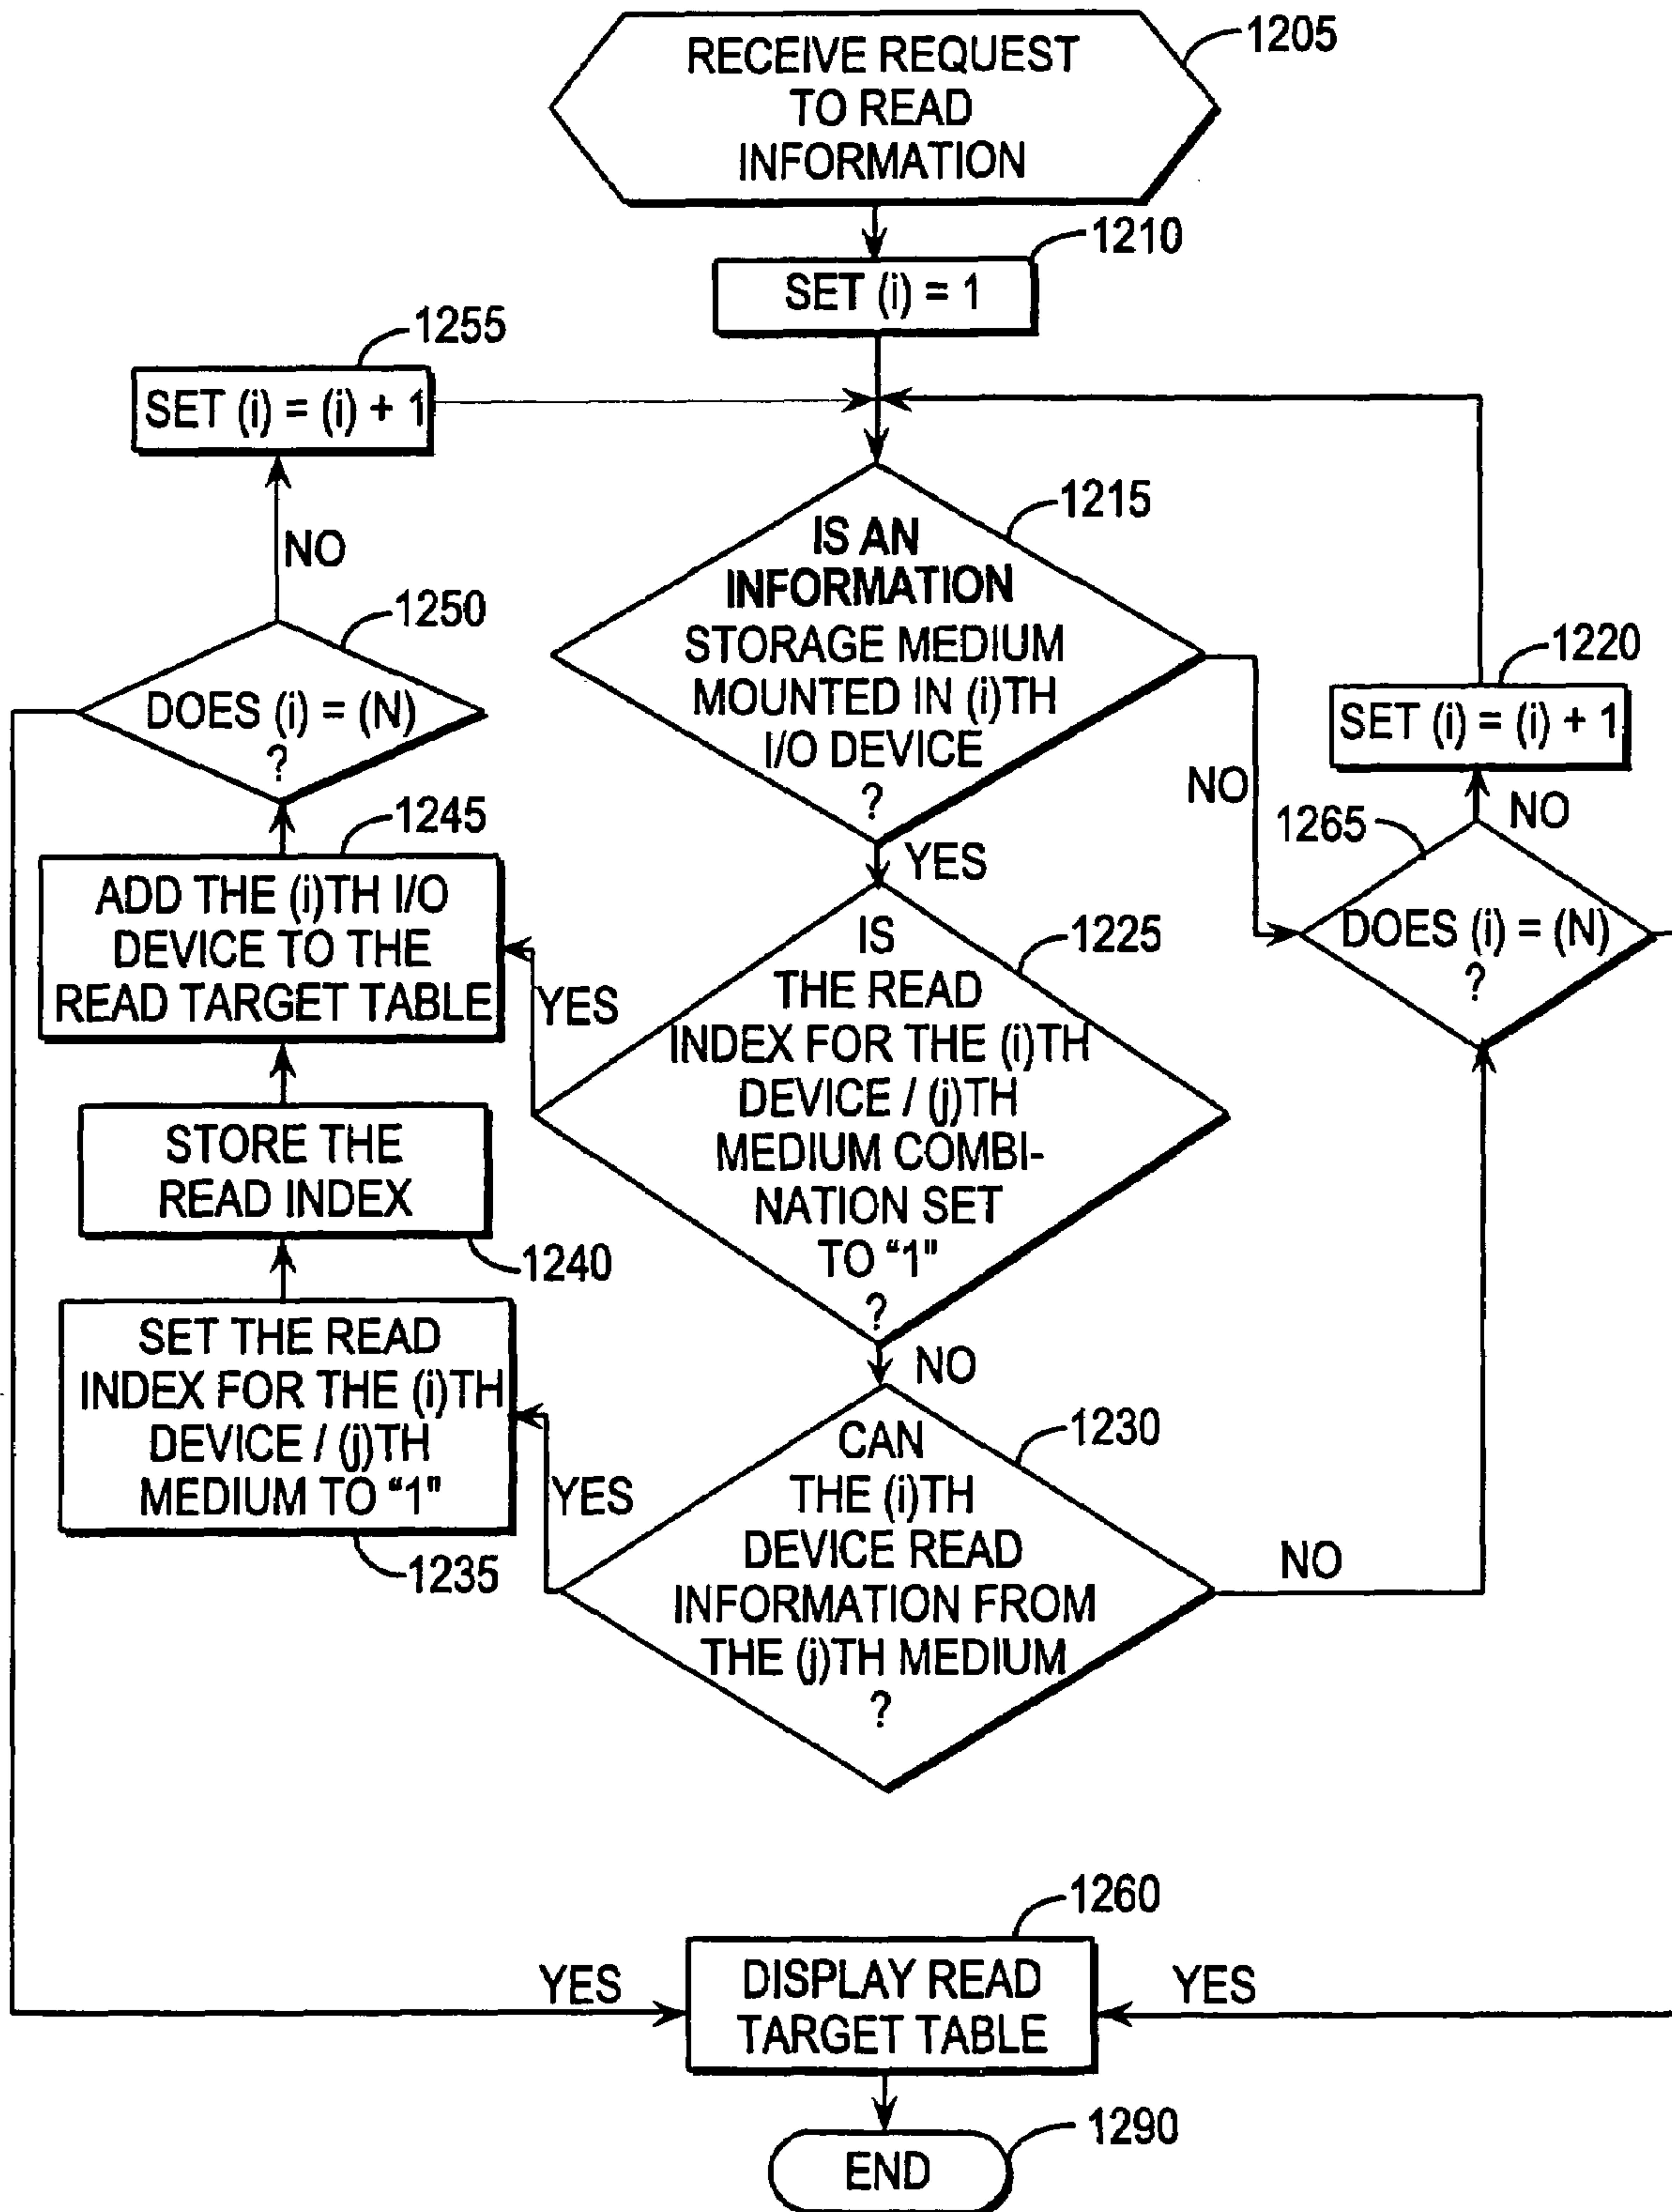 RECEIVE REQUEST
TO READ
INFORMATION
1205
SET (i) = 1
1210
SET (i) = (i) + 1
1255
NO
IS AN
INFORMATION
STORAGE MEDIUM
MOUNTED IN (i)TH
I/O DEVICE
?
1215
YES
NO
SET (i) = (i) + 1
1220
NO
DOES (i) = (N)
?
1265
DOES (i) = (N)
?
1250
ADD THE (i)TH I/O
DEVICE TO THE
READ TARGET TABLE
1245
YES
IS
THE READ
INDEX FOR THE (i)TH
DEVICE / (j)TH
MEDIUM COMBI-
NATION SET
TO “1"
?
1225
NO
STORE THE
READ INDEX
1240
SET THE READ
INDEX FOR THE (i)TH
DEVICE / (j)TH
MEDIUM TO “1"
1235
YES
CAN
THE (i)TH
DEVICE READ
INFORMATION FROM
THE (j)TH MEDIUM
?
1230
NO
YES
DISPLAY READ
TARGET TABLE
1260
YES
END
1290